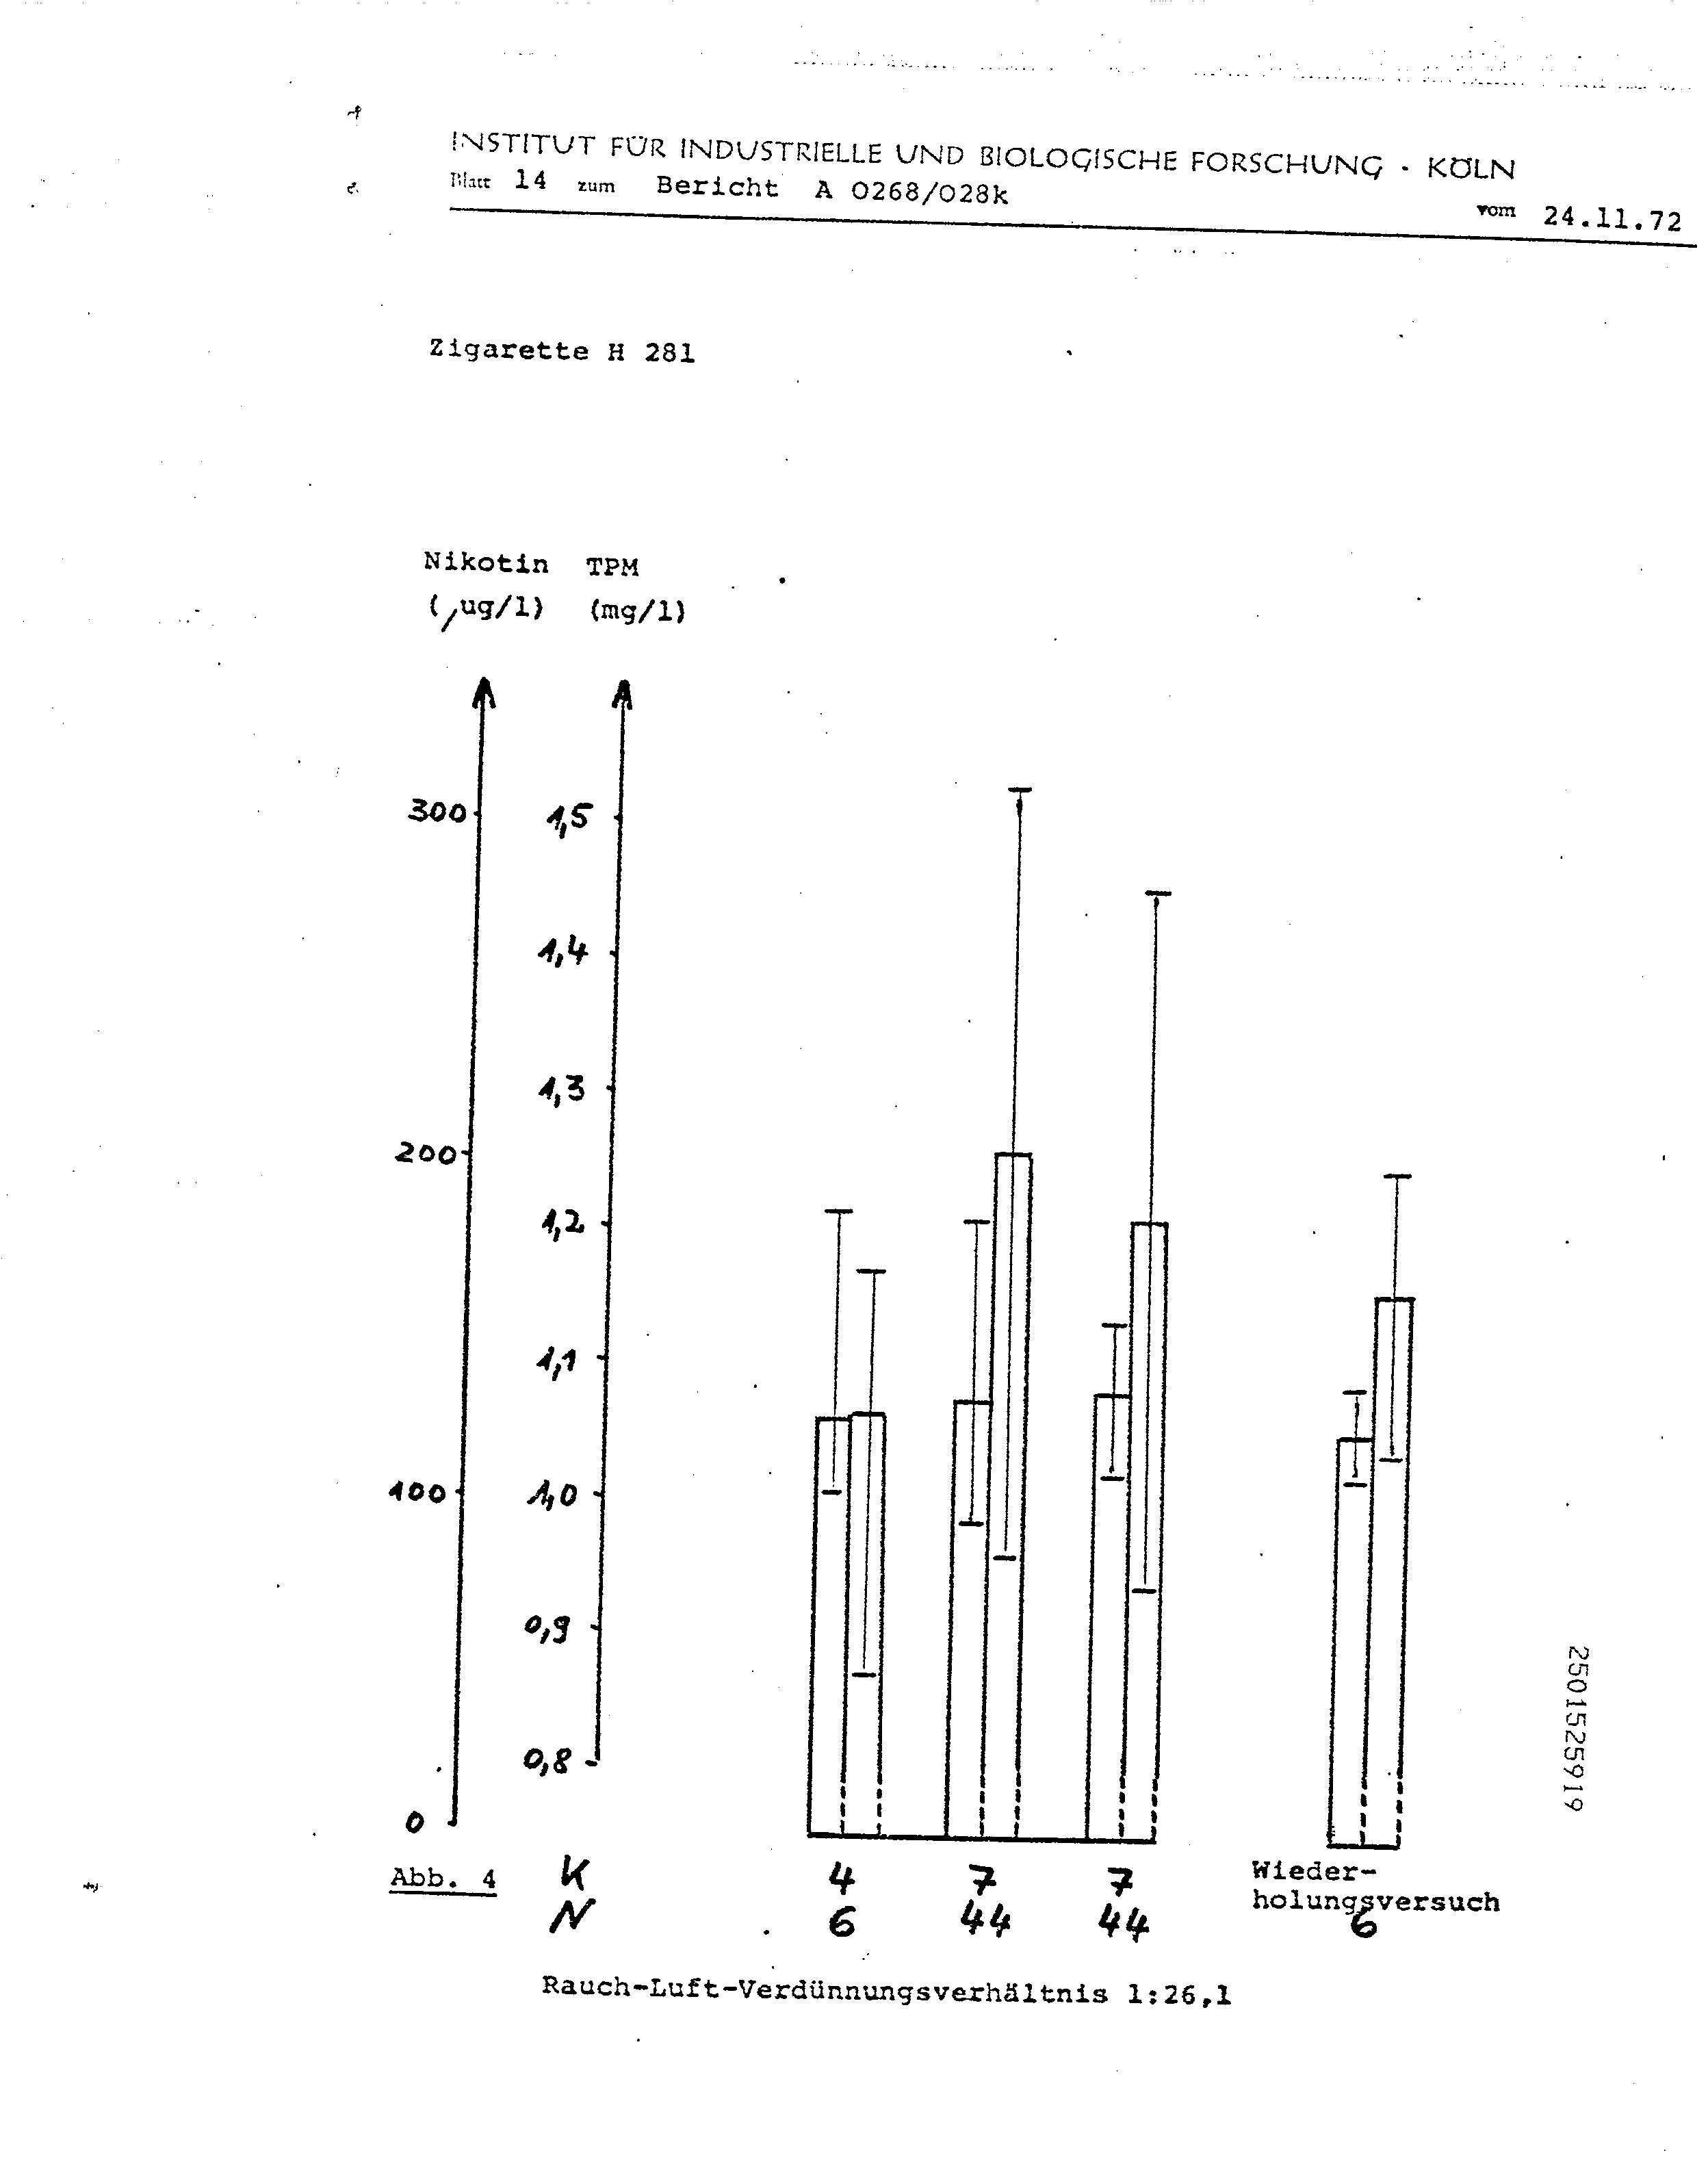 INSTITUT FÜR INDUSTRIELLE UND BIOLOGISCHE FORSCHUNG · KÖLN
Blatt 14 zum Bericht A 0268/028k vom 24.11.72
Zigarette H 281
Nikotin TPM
(µg/l) (mg/l)
300 1,5
1,4
1,3
200
1,2
1,1
100 1,0
0,9
0,8
0
Abb. 4 K 4 7 7 Wieder-
holungsversuch
N 6 44 44 6
Rauch-Luft-Verdünnungsverhältnis 1:26,1
2501525919